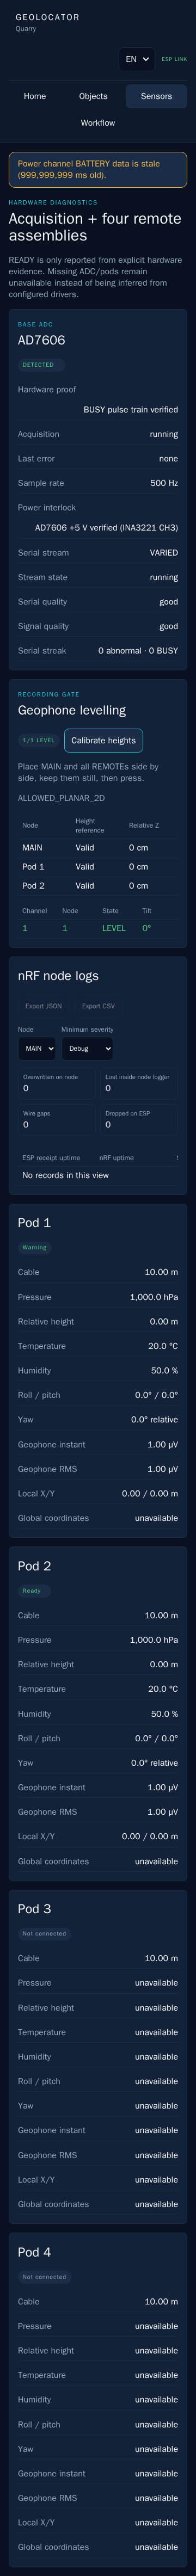 GEOLOCATOR
Quarry
EN
ESP LINK
Home
Objects
Sensors
Workflow
Power channel BATTERY data is stale
(999,999,999 ms old).
HARDWARE DIAGNOSTICS
Acquisition + four remote
assemblies
READY is only reported from explicit hardware
evidence. Missing ADC/pods remain
unavailable instead of being inferred from
configured drivers.
BASE ADC
AD7606
DETECTED
Hardware proof
BUSY pulse train verified
Acquisition running
Last error none
Sample rate 500 Hz
Power interlock
AD7606 +5 V verified (INA3221 CH3)
Serial stream VARIED
Stream state running
Serial quality good
Signal quality good
Serial streak 0 abnormal · 0 BUSY
RECORDING GATE
Geophone levelling
1/1 LEVEL
Calibrate heights
Place MAIN and all REMOTEs side by
side, keep them still, then press.
ALLOWED_PLANAR_2D
Node Height reference Relative Z
MAIN Valid 0 cm
Pod 1 Valid 0 cm
Pod 2 Valid 0 cm
Channel Node State Tilt
1 1 LEVEL 0°
nRF node logs
Export JSON Export CSV
Node Minimum severity
MAIN Debug
Overwritten on node Lost inside node logger
0 0
Wire gaps Dropped on ESP
0 0
ESP receipt uptime nRF uptime
No records in this view
Pod 1
Warning
Cable 10.00 m
Pressure 1,000.0 hPa
Relative height 0.00 m
Temperature 20.0 °C
Humidity 50.0 %
Roll / pitch 0.0° / 0.0°
Yaw 0.0° relative
Geophone instant 1.00 µV
Geophone RMS 1.00 µV
Local X/Y 0.00 / 0.00 m
Global coordinates unavailable
Pod 2
Ready
Cable 10.00 m
Pressure 1,000.0 hPa
Relative height 0.00 m
Temperature 20.0 °C
Humidity 50.0 %
Roll / pitch 0.0° / 0.0°
Yaw 0.0° relative
Geophone instant 1.00 µV
Geophone RMS 1.00 µV
Local X/Y 0.00 / 0.00 m
Global coordinates unavailable
Pod 3
Not connected
Cable 10.00 m
Pressure unavailable
Relative height unavailable
Temperature unavailable
Humidity unavailable
Roll / pitch unavailable
Yaw unavailable
Geophone instant unavailable
Geophone RMS unavailable
Local X/Y unavailable
Global coordinates unavailable
Pod 4
Not connected
Cable 10.00 m
Pressure unavailable
Relative height unavailable
Temperature unavailable
Humidity unavailable
Roll / pitch unavailable
Yaw unavailable
Geophone instant unavailable
Geophone RMS unavailable
Local X/Y unavailable
Global coordinates unavailable